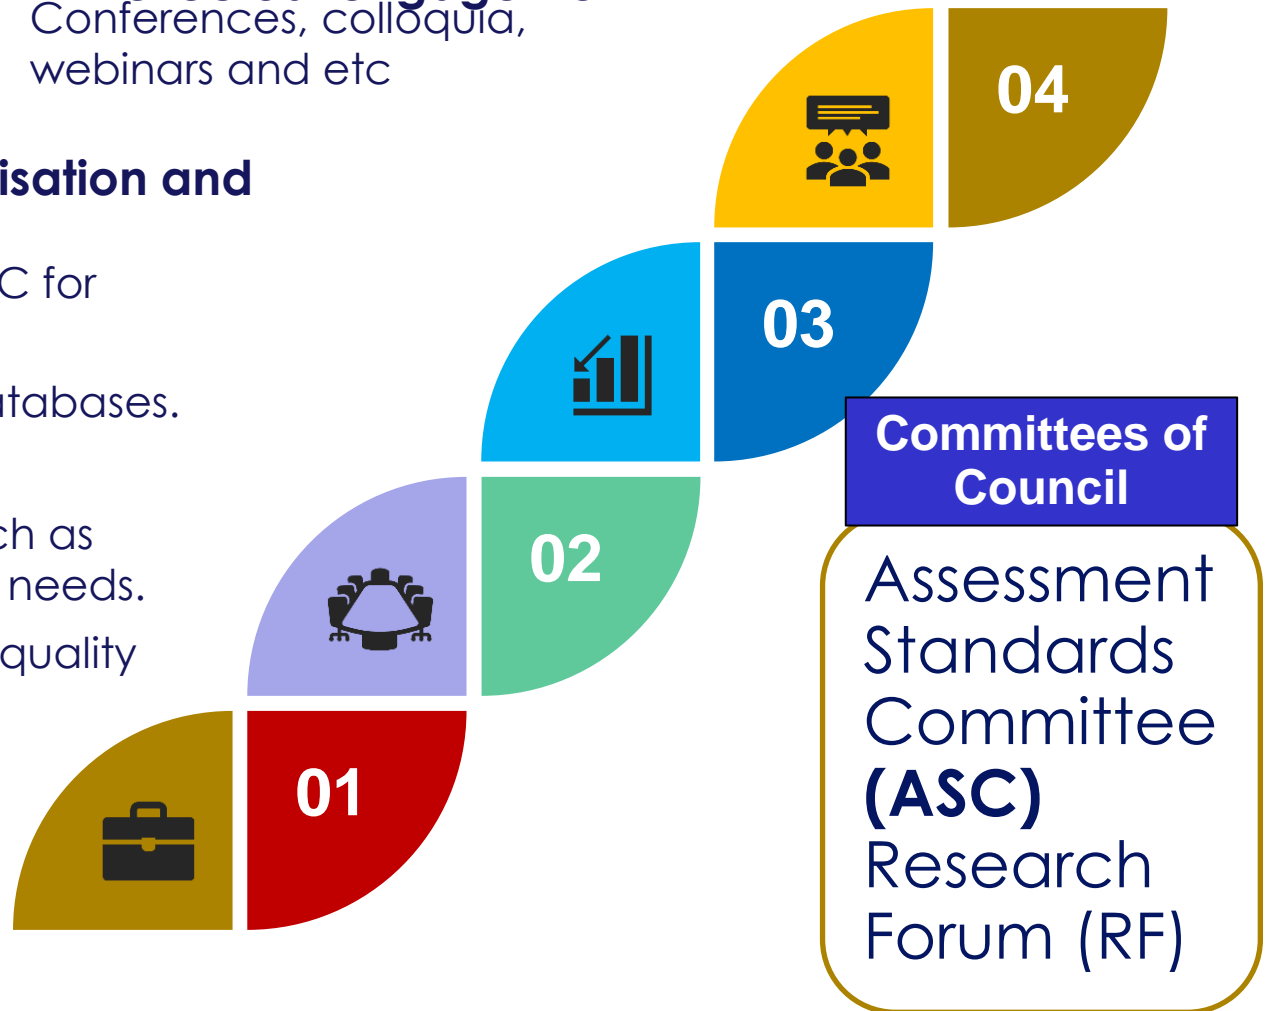 Conferences, colloquia,
webinars and etc
isation and
C for
atabases.
ch as
needs.
quality
04
03
02
01
Committees of
Council
Assessment
Standards
Committee
(ASC)
Research
Forum (RF)